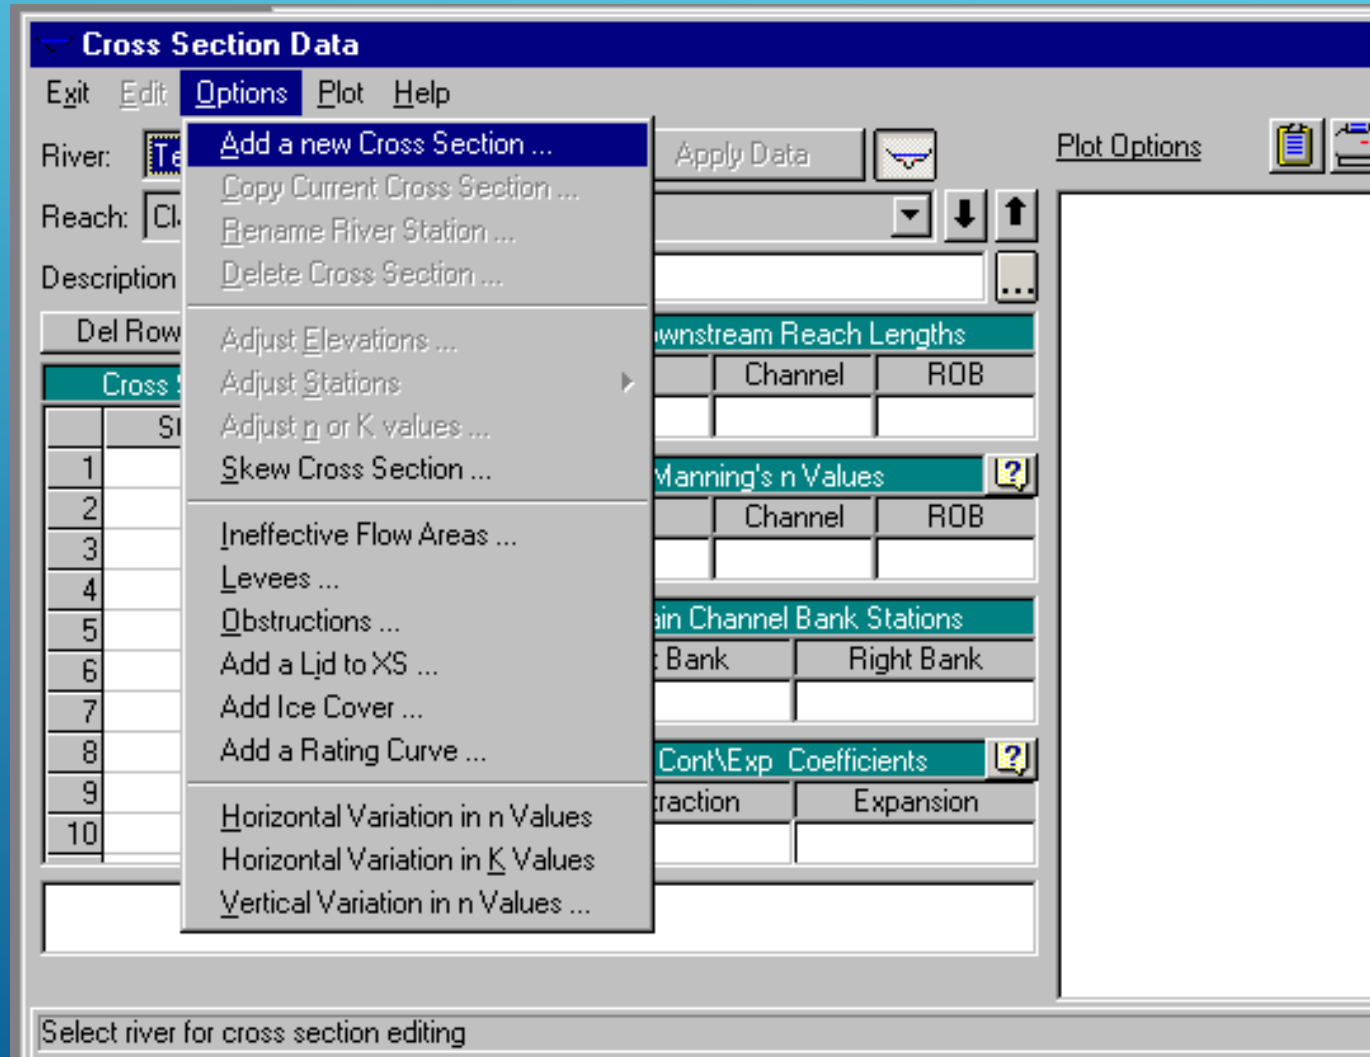 Cross Section Data
Exit Edit Options Plot Help
River: Te Apply Data Plot Options
Reach: Cl
Description ...
Del Row
Add a new Cross Section ...
Copy Current Cross Section ...
Rename River Station ...
Delete Cross Section ...
Adjust Elevations ...
Adjust Stations
Adjust n or K values ...
Skew Cross Section ...
Ineffective Flow Areas ...
Levees ...
Obstructions ...
Add a Lid to XS ...
Add Ice Cover ...
Add a Rating Curve ...
Horizontal Variation in n Values
Horizontal Variation in K Values
Vertical Variation in n Values ...
Cross
1
2
3
4
5
6
7
8
9
10
wnstream Reach Lengths
Channel ROB
Manning's n Values
Channel ROB
ain Channel Bank Stations
Bank Right Bank
Cont\Exp Coefficients
traction Expansion
Select river for cross section editing